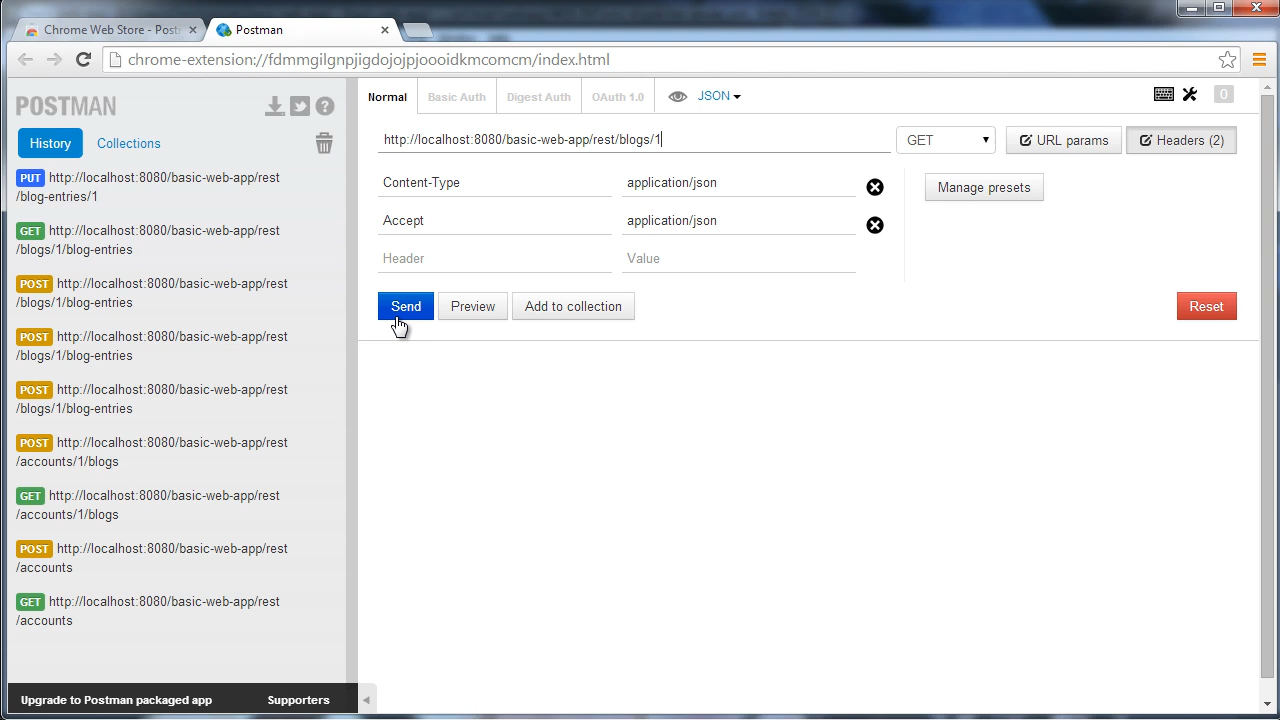 Chrome Web Store - Post
Postman
chrome-extension://fdmmgilgnpjigdojojpjoooidkmcomcm/index.html
POSTMAN
History
Collections
PUT http://localhost:8080/basic-web-app/rest
/blog-entries/1
GET http://localhost:8080/basic-web-app/rest
/blogs/1/blog-entries
POST http://localhost:8080/basic-web-app/rest
/blogs/1/blog-entries
POST http://localhost:8080/basic-web-app/rest
/blogs/1/blog-entries
POST http://localhost:8080/basic-web-app/rest
/blogs/1/blog-entries
POST http://localhost:8080/basic-web-app/rest
/accounts/1/blogs
GET http://localhost:8080/basic-web-app/rest
/accounts/1/blogs
POST http://localhost:8080/basic-web-app/rest
/accounts
GET http://localhost:8080/basic-web-app/rest
/accounts
Upgrade to Postman packaged app
Supporters
Normal
Basic Auth
Digest Auth
OAuth 1.0
JSON
0
http://localhost:8080/basic-web-app/rest/blogs/1
GET
URL params
Headers (2)
Content-Type
application/json
Manage presets
Accept
application/json
Header
Value
Send
Preview
Add to collection
Reset